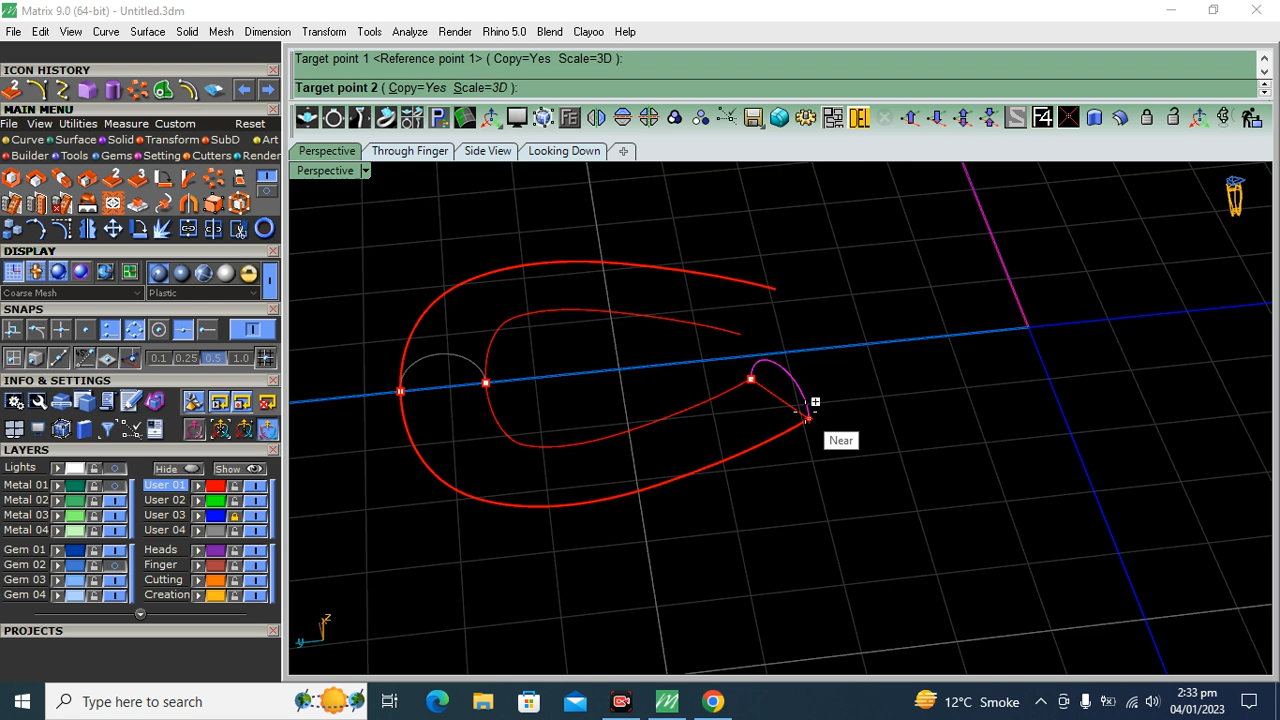 Matrix 9.0 (64-bit) - Untitled.3dm
File Edit View Curve Surface Solid Mesh Dimension Transform Tools Analyze Render Rhino 5.0 Blend Clayoo Help
ICON HISTORY
MAIN MENU
File View Utilities Measure Custom Reset
Curve Surface Solid Transform SubD Art
Builder Tools Gems Setting Cutters Render
DISPLAY
Coarse Mesh Plastic
SNAPS
0.1 0.25 0.5 1.0
INFO & SETTINGS
LAYERS
Lights Hide Show
Metal 01 User 01
Metal 02 User 02
Metal 03 User 03
Metal 04 User 04
Gem 01 Heads
Gem 02 Finger
Gem 03 Cutting
Gem 04 Creation
PROJECTS
Target point 1 <Reference point 1> ( Copy=Yes Scale=3D ):
Target point 2 ( Copy=Yes Scale=3D ):
F4
DEL
Perspective Through Finger Side View Looking Down
Perspective
Near
z
y
Type here to search
12°C Smoke
2:33 pm
04/01/2023